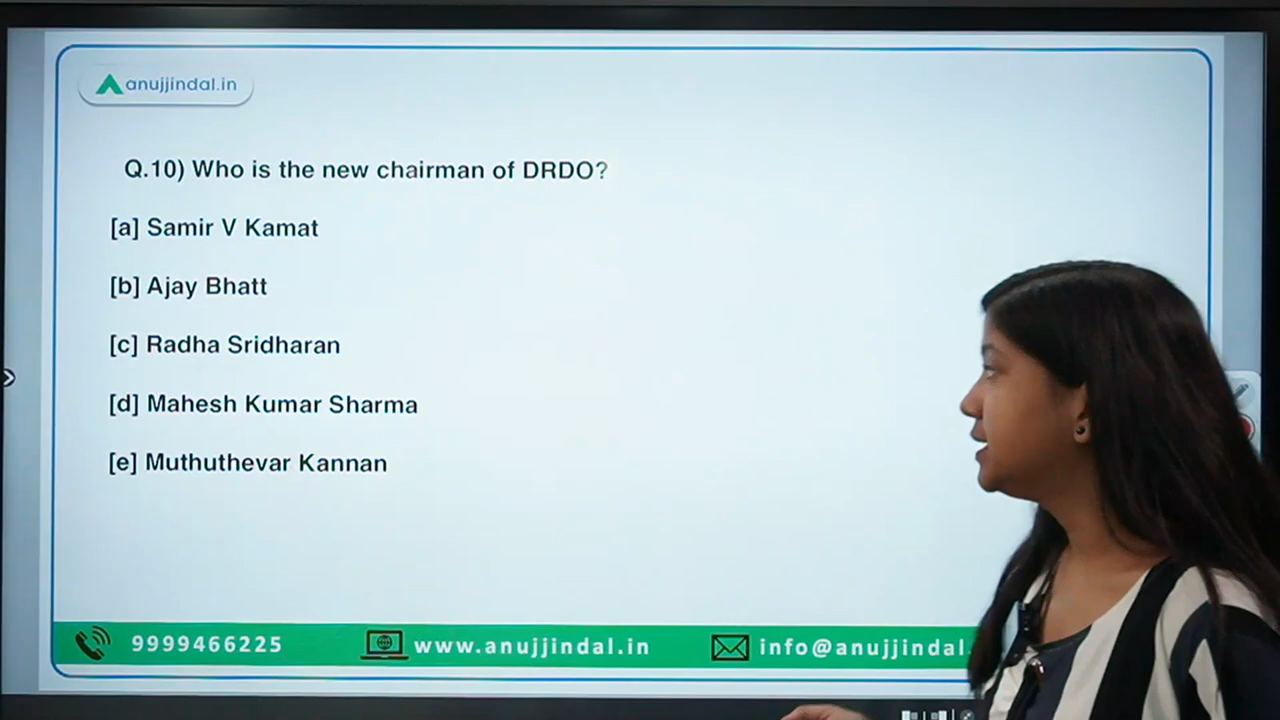 anujjindal.in
Q.10) Who is the new chairman of DRDO?
[a] Samir V Kamat
[b] Ajay Bhatt
[c] Radha Sridharan
[d] Mahesh Kumar Sharma
[e] Muthuthevar Kannan
9999466225 www.anujjindal.in info@anujjindal.